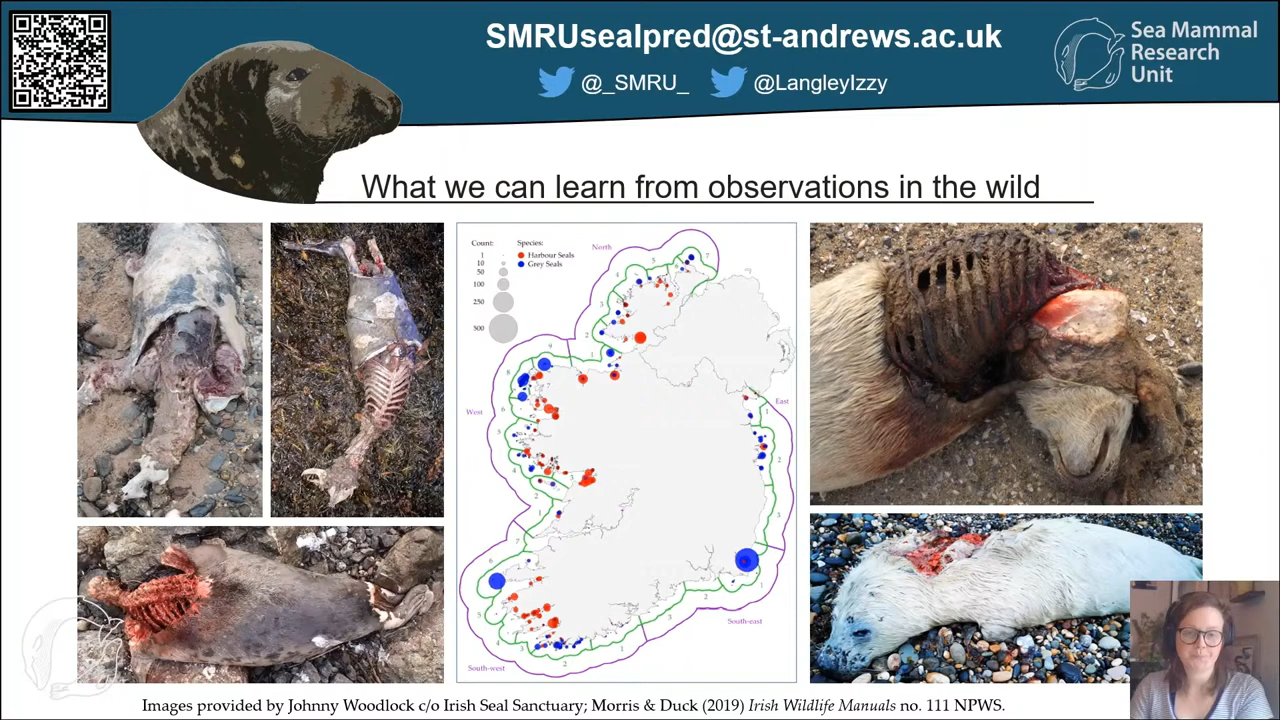 SMRUsealpred@st-andrews.ac.uk
@_SMRU_ @LangleyIzzy
Sea Mammal
Research
Unit
What we can learn from observations in the wild
Count:
1
10
50
100
250
500
Species:
Harbour Seals
Grey Seals
North
West
East
South-east
South-west
Images provided by Johnny Woodlock c/o Irish Seal Sanctuary; Morris & Duck (2019) Irish Wildlife Manuals no. 111 NPWS.